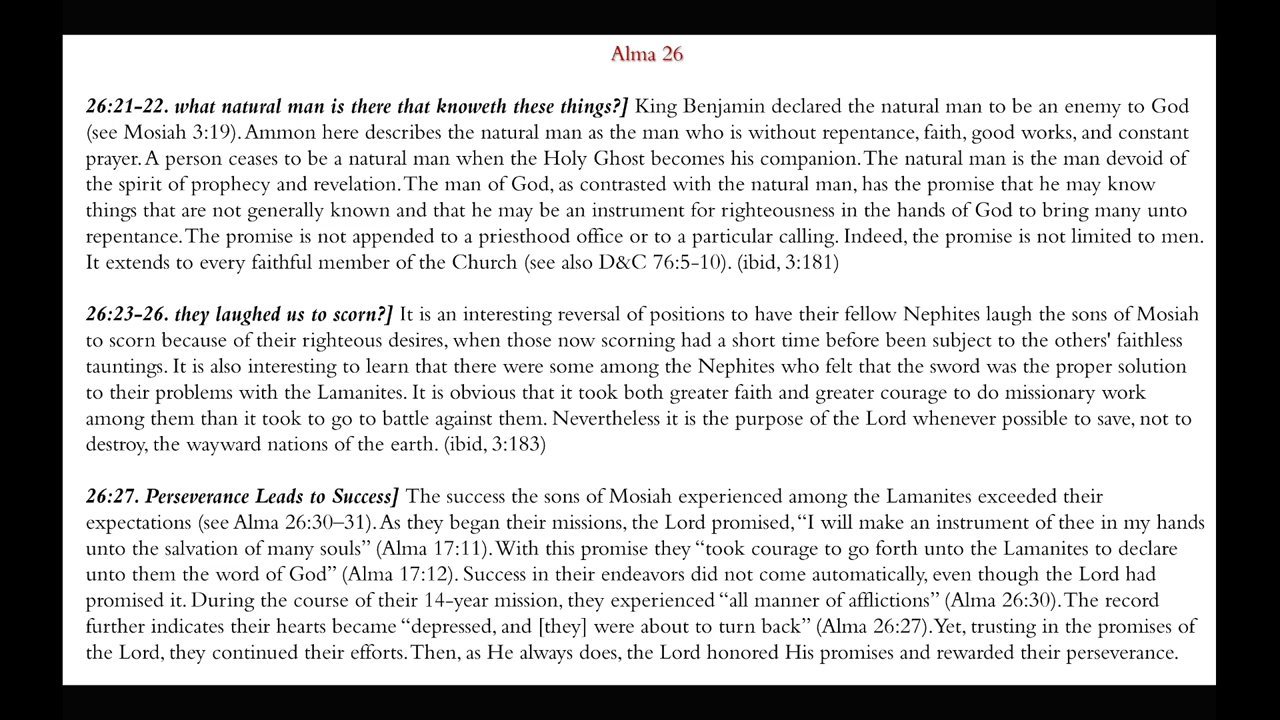 Alma 26
26:21-22. what natural man is there that knoweth these things?] King Benjamin declared the natural man to be an enemy to God
(see Mosiah 3:19). Ammon here describes the natural man as the man who is without repentance, faith, good works, and constant
prayer. A person ceases to be a natural man when the Holy Ghost becomes his companion. The natural man is the man devoid of
the spirit of prophecy and revelation. The man of God, as contrasted with the natural man, has the promise that he may know
things that are not generally known and that he may be an instrument for righteousness in the hands of God to bring many unto
repentance. The promise is not appended to a priesthood office or to a particular calling. Indeed, the promise is not limited to men.
It extends to every faithful member of the Church (see also D&C 76:5-10). (ibid, 3:181)
26:23-26. they laughed us to scorn?] It is an interesting reversal of positions to have their fellow Nephites laugh the sons of Mosiah
to scorn because of their righteous desires, when those now scorning had a short time before been subject to the others' faithless
tauntings. It is also interesting to learn that there were some among the Nephites who felt that the sword was the proper solution
to their problems with the Lamanites. It is obvious that it took both greater faith and greater courage to do missionary work
among them than it took to go to battle against them. Nevertheless it is the purpose of the Lord whenever possible to save, not to
destroy, the wayward nations of the earth. (ibid, 3:183)
26:27. Perseverance Leads to Success] The success the sons of Mosiah experienced among the Lamanites exceeded their
expectations (see Alma 26:30–31). As they began their missions, the Lord promised, “I will make an instrument of thee in my hands
unto the salvation of many souls” (Alma 17:11). With this promise they “took courage to go forth unto the Lamanites to declare
unto them the word of God” (Alma 17:12). Success in their endeavors did not come automatically, even though the Lord had
promised it. During the course of their 14-year mission, they experienced “all manner of afflictions” (Alma 26:30). The record
further indicates their hearts became “depressed, and [they] were about to turn back” (Alma 26:27). Yet, trusting in the promises of
the Lord, they continued their efforts. Then, as He always does, the Lord honored His promises and rewarded their perseverance.